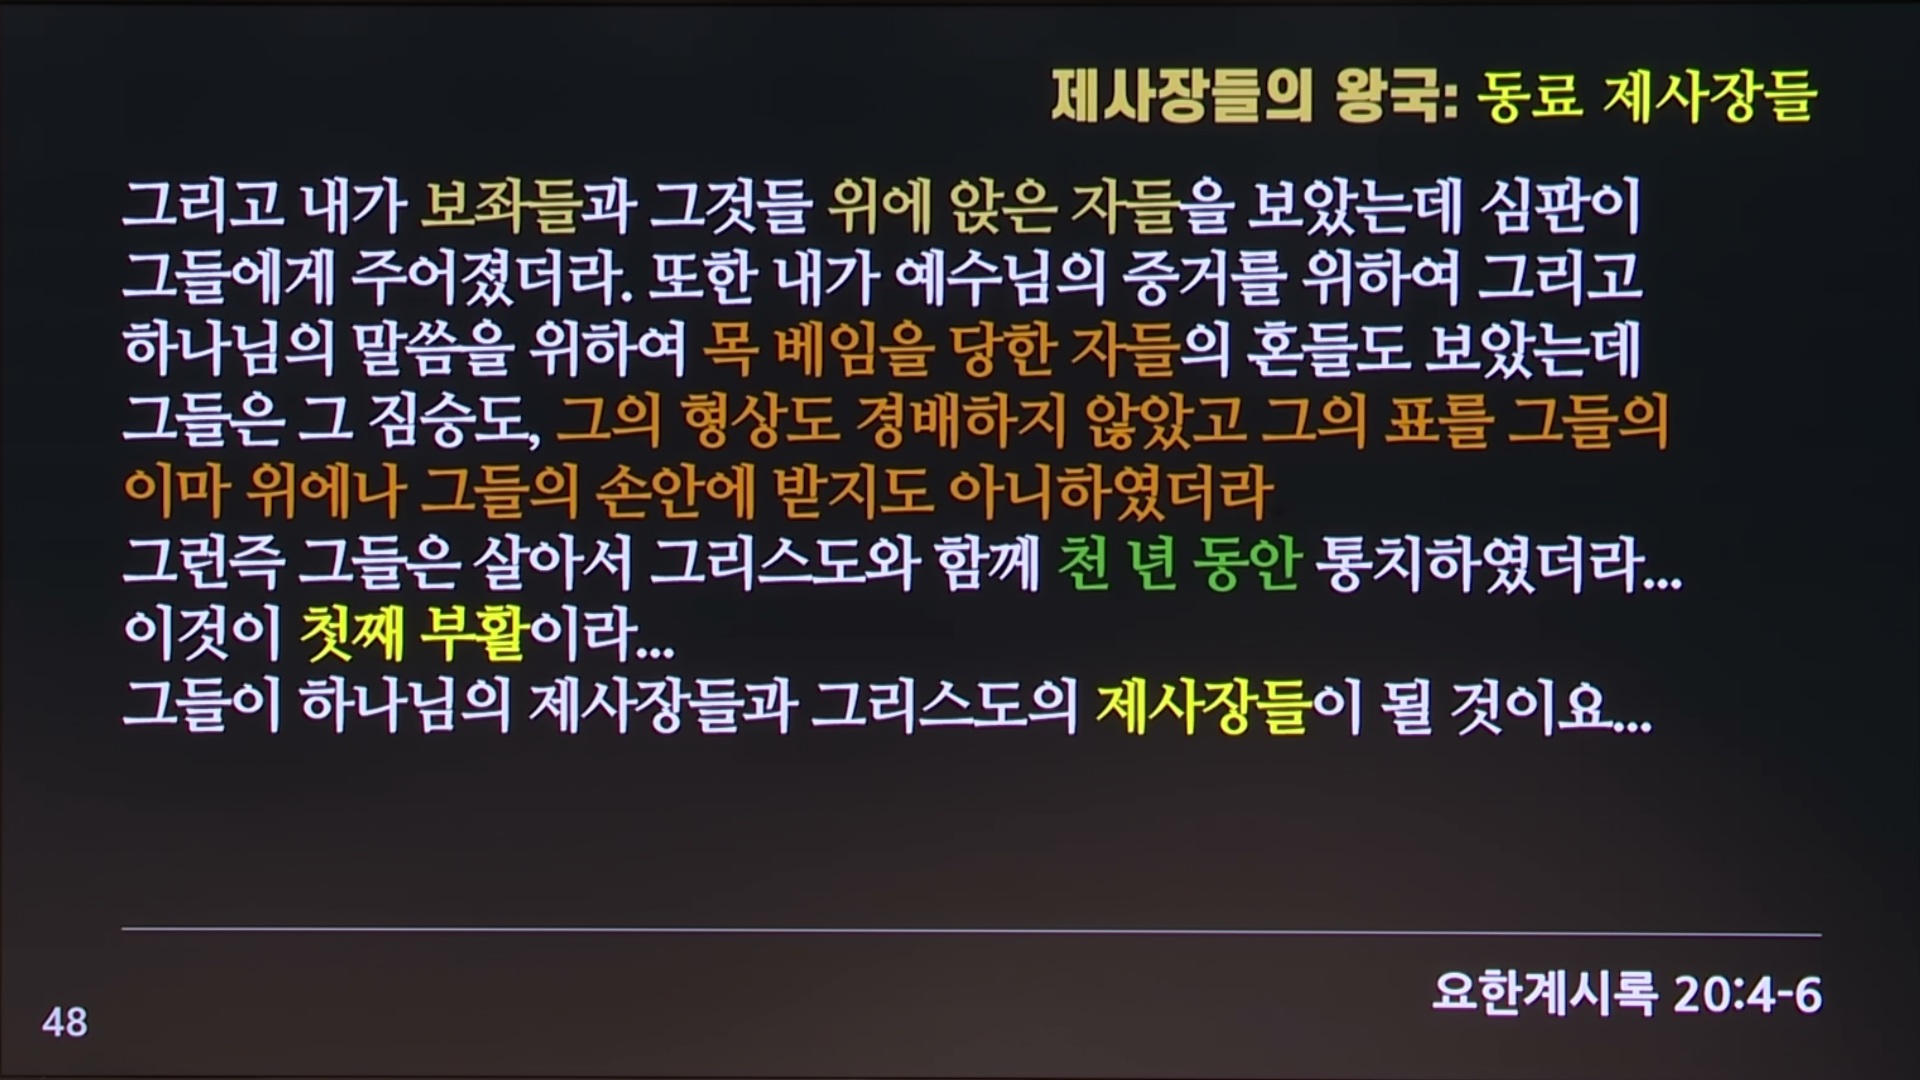 제사장들의 왕국: 동료 제사장들
그리고 내가 보좌들과 그것들 위에 앉은 자들을 보았는데 심판이
그들에게 주어졌더라. 또한 내가 예수님의 증거를 위하여 그리고
하나님의 말씀을 위하여 목 베임을 당한 자들의 혼들도 보았는데
그들은 그 짐승도, 그의 형상도 경배하지 않았고 그의 표를 그들의
이마 위에나 그들의 손안에 받지도 아니하였더라
그런즉 그들은 살아서 그리스도와 함께 천 년 동안 통치하였더라...
이것이 첫째 부활이라...
그들이 하나님의 제사장들과 그리스도의 제사장들이 될 것이요...
요한계시록 20:4-6
48